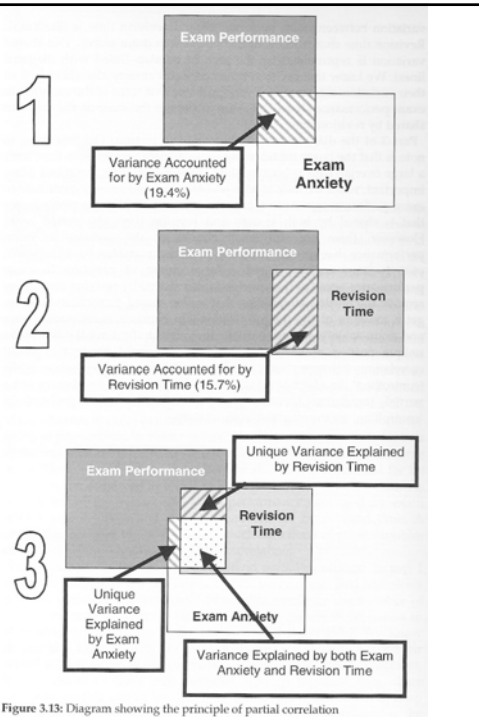 1
Exam Performance
Variance Accounted
for by Exam Anxiety
(19.4%)
Exam
Anxiety
2
Exam Performance
Revision
Time
Variance Accounted for by
Revision Time (15.7%)
3
Unique Variance Explained
by Revision Time
Exam Performance
Revision
Time
Unique
Variance
Explained
by Exam
Anxiety
Exam Anxiety
Variance Explained by both Exam
Anxiety and Revision Time
Figure 3.13: Diagram showing the principle of partial correlation